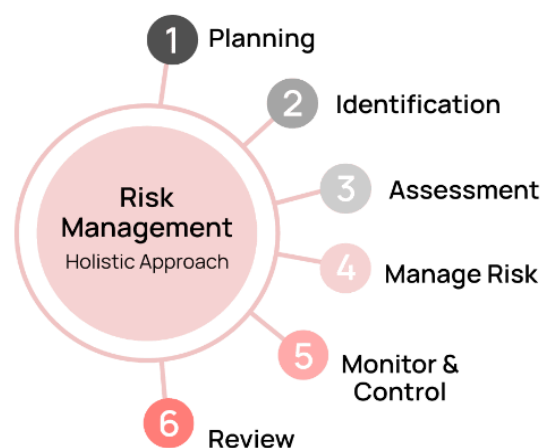 1 Planning
2 Identification
Risk
Management
Holistic Approach
3 Assessment
4 Manage Risk
5 Monitor &
Control
6 Review